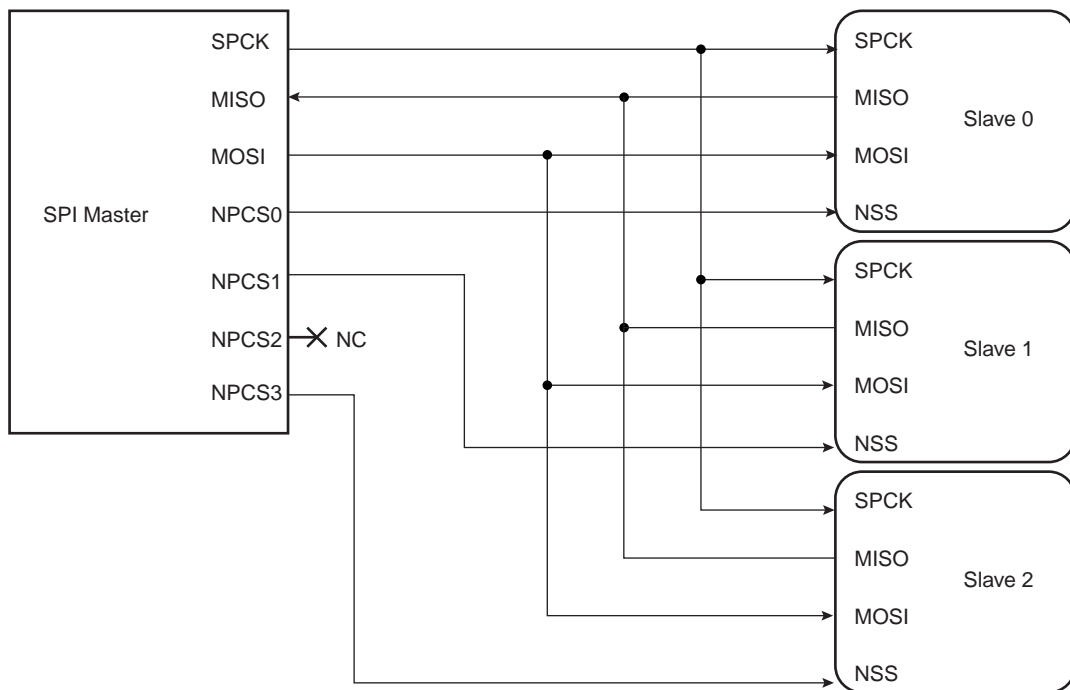 SPI Master
SPCK
MISO
MOSI
NPCS0
NPCS1
NPCS2
NC
NPCS3
SPCK
MISO
Slave 0
MOSI
NSS
SPCK
MISO
Slave 1
MOSI
NSS
SPCK
MISO
Slave 2
MOSI
NSS